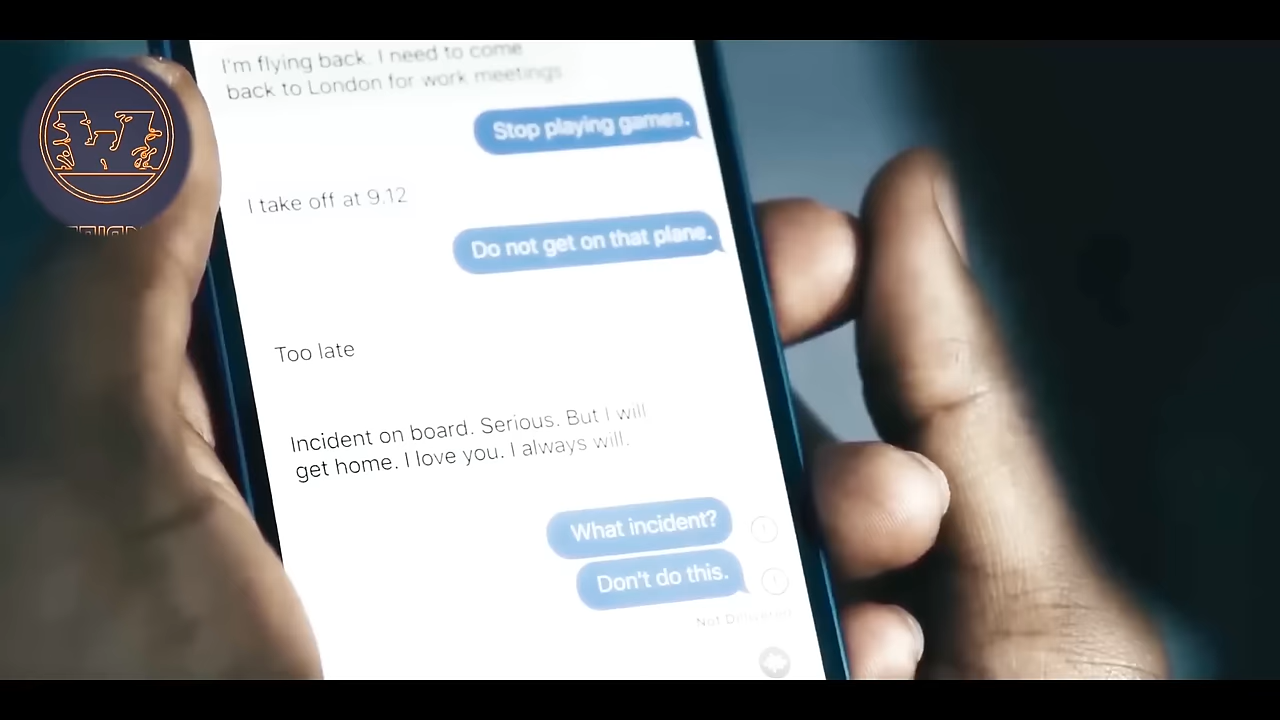 I'm flying back. I need to come
back to London for work meetings
Stop playing games.
I take off at 9.12
Do not get on that plane.
Too late
Incident on board. Serious. But I will
get home. I love you. I always will.
What incident?
Don't do this.
Not Delivered